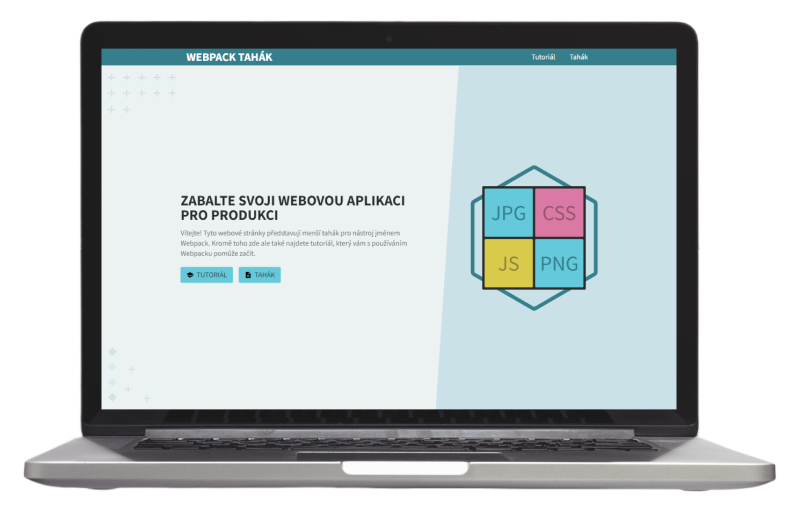 WEBPACK TAHÁK
Tutoriál Tahák
ZABALTE SVOJI WEBOVOU APLIKACI
PRO PRODUKCI
Vítejte! Tyto webové stránky představují menší tahák pro nástroj jménem
Webpack. Kromě toho zde ale také najdete tutoriál, který vám s používáním
Webpacku pomůže začít.
TUTORIÁL TAHÁK
JPG CSS
JS PNG